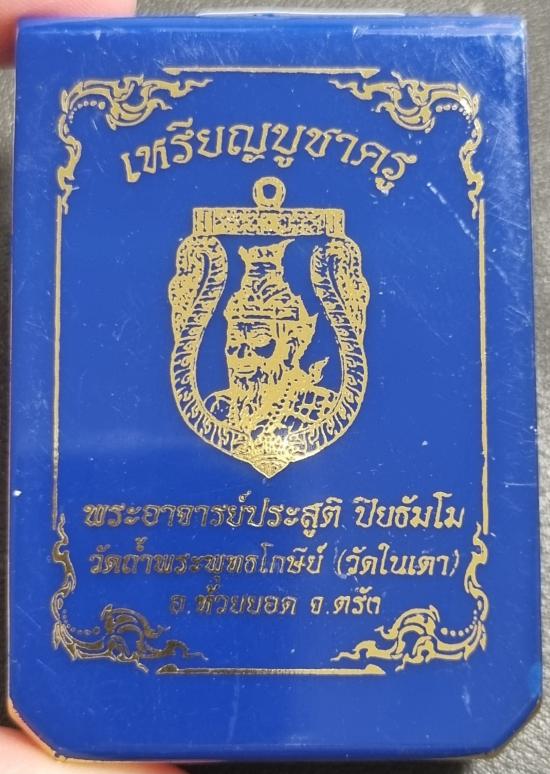 เหรียญบูชาครู
พระอาจารย์ประสูติ ปิยธัมโม
วัดถ้ำพระพุทธโกษีย์ (วัดในเตา)
อ.ห้วยยอด จ.ตรัง